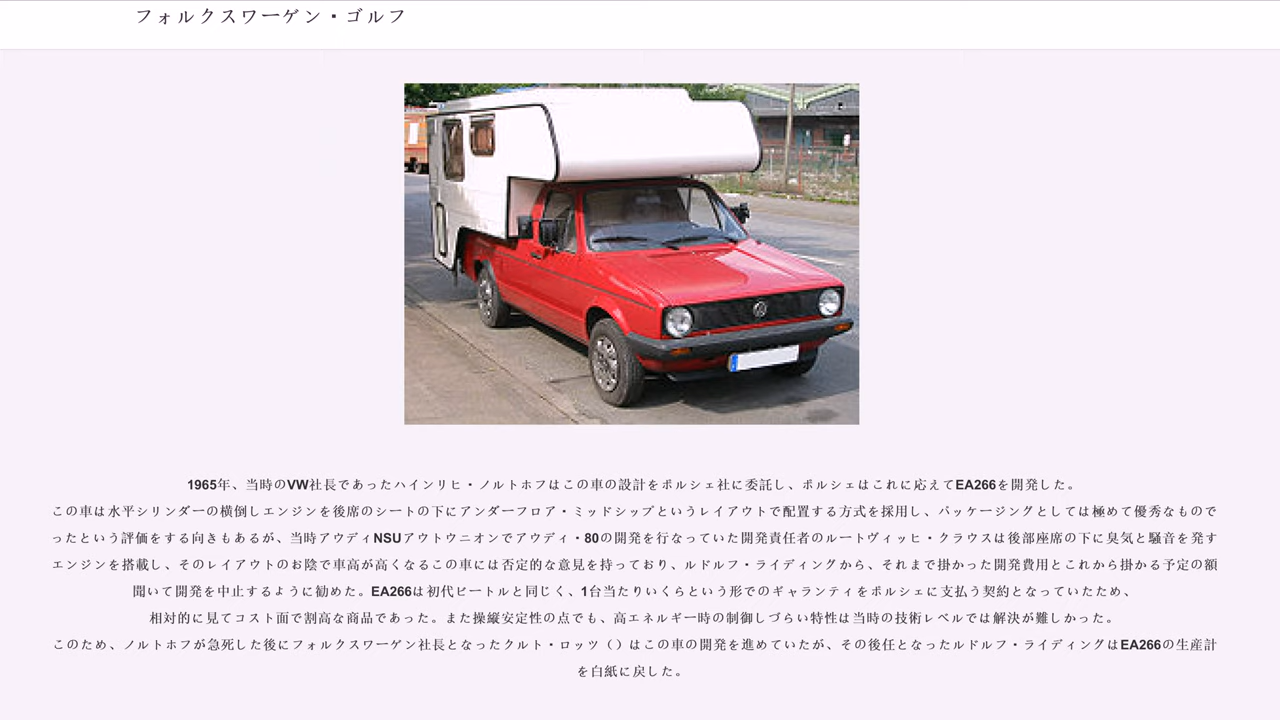 フォルクスワーゲン・ゴルフ
1965年、当時のVW社長であったハインリヒ・ノルトホフはこの車の設計をポルシェ社に委託し、ポルシェはこれに応えてEA266を開発した。
この車は水平シリンダーの横倒しエンジンを後席のシートの下にアンダーフロア・ミッドシップというレイアウトで配置する方式を採用し、パッケージングとしては極めて優秀なもので
ったという評価をする向きもあるが、当時アウディNSUアウトウニオンでアウディ・80の開発を行なっていた開発責任者のルートヴィッヒ・クラウスは後部座席の下に臭気と騒音を発す
エンジンを搭載し、そのレイアウトのお陰で車高が高くなるこの車には否定的な意見を持っており、ルドルフ・ライディングから、それまで掛かった開発費用とこれから掛かる予定の額
聞いて開発を中止するように勧めた。EA266は初代ビートルと同じく、1台当たりいくらという形でのギャランティをポルシェに支払う契約となっていたため、
相対的に見てコスト面で割高な商品であった。また操縦安定性の点でも、高エネルギー時の制御しづらい特性は当時の技術レベルでは解決が難しかった。
このため、ノルトホフが急死した後にフォルクスワーゲン社長となったクルト・ロッツ（）はこの車の開発を進めていたが、その後任となったルドルフ・ライディングはEA266の生産計
を白紙に戻した。